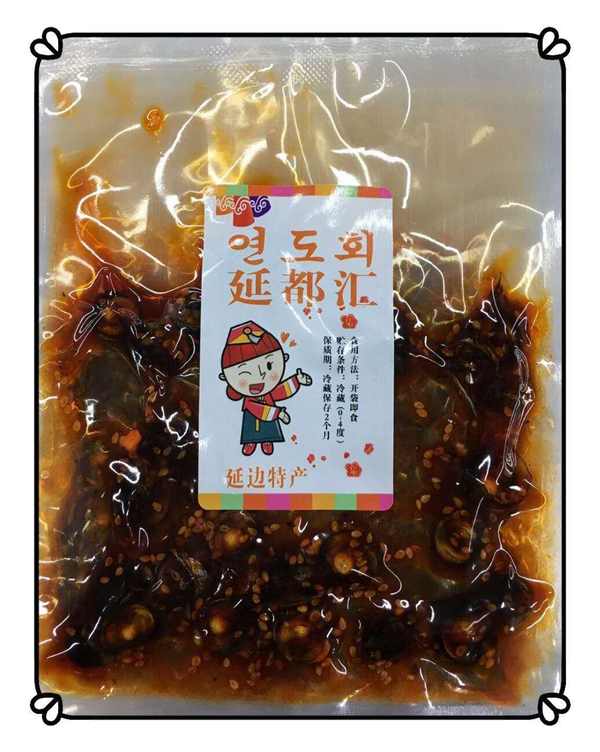 연도회
延都汇
食用方法：开袋即食
贮存条件：冷藏(0-4度)
保质期：冷藏保存2个月
延边特产